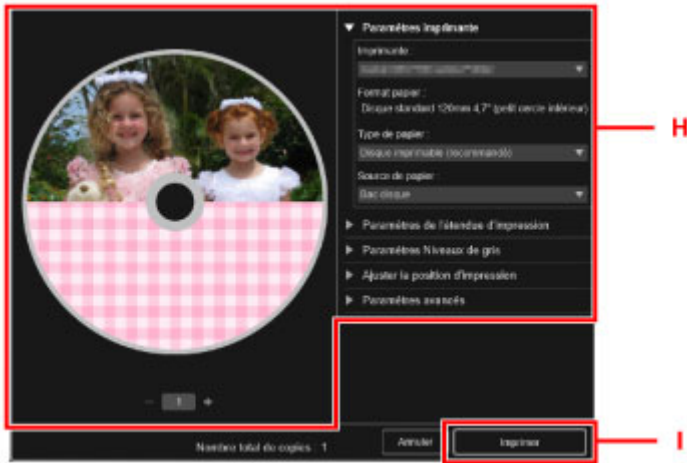 Paramètres imprimante
Imprimante :
Format papier :
Disque standard 120mm 4,7" (petit cercle intérieur)
Type de papier :
Disque imprimable (recommandé)
Source de papier :
Bac disque
Paramètres de l'étendue d'impression
Paramètres Niveaux de gris
Ajuster la position d'impression
Paramètres avancés
H
1
Nombre total de copies : 1
Annuler
Imprimer
I